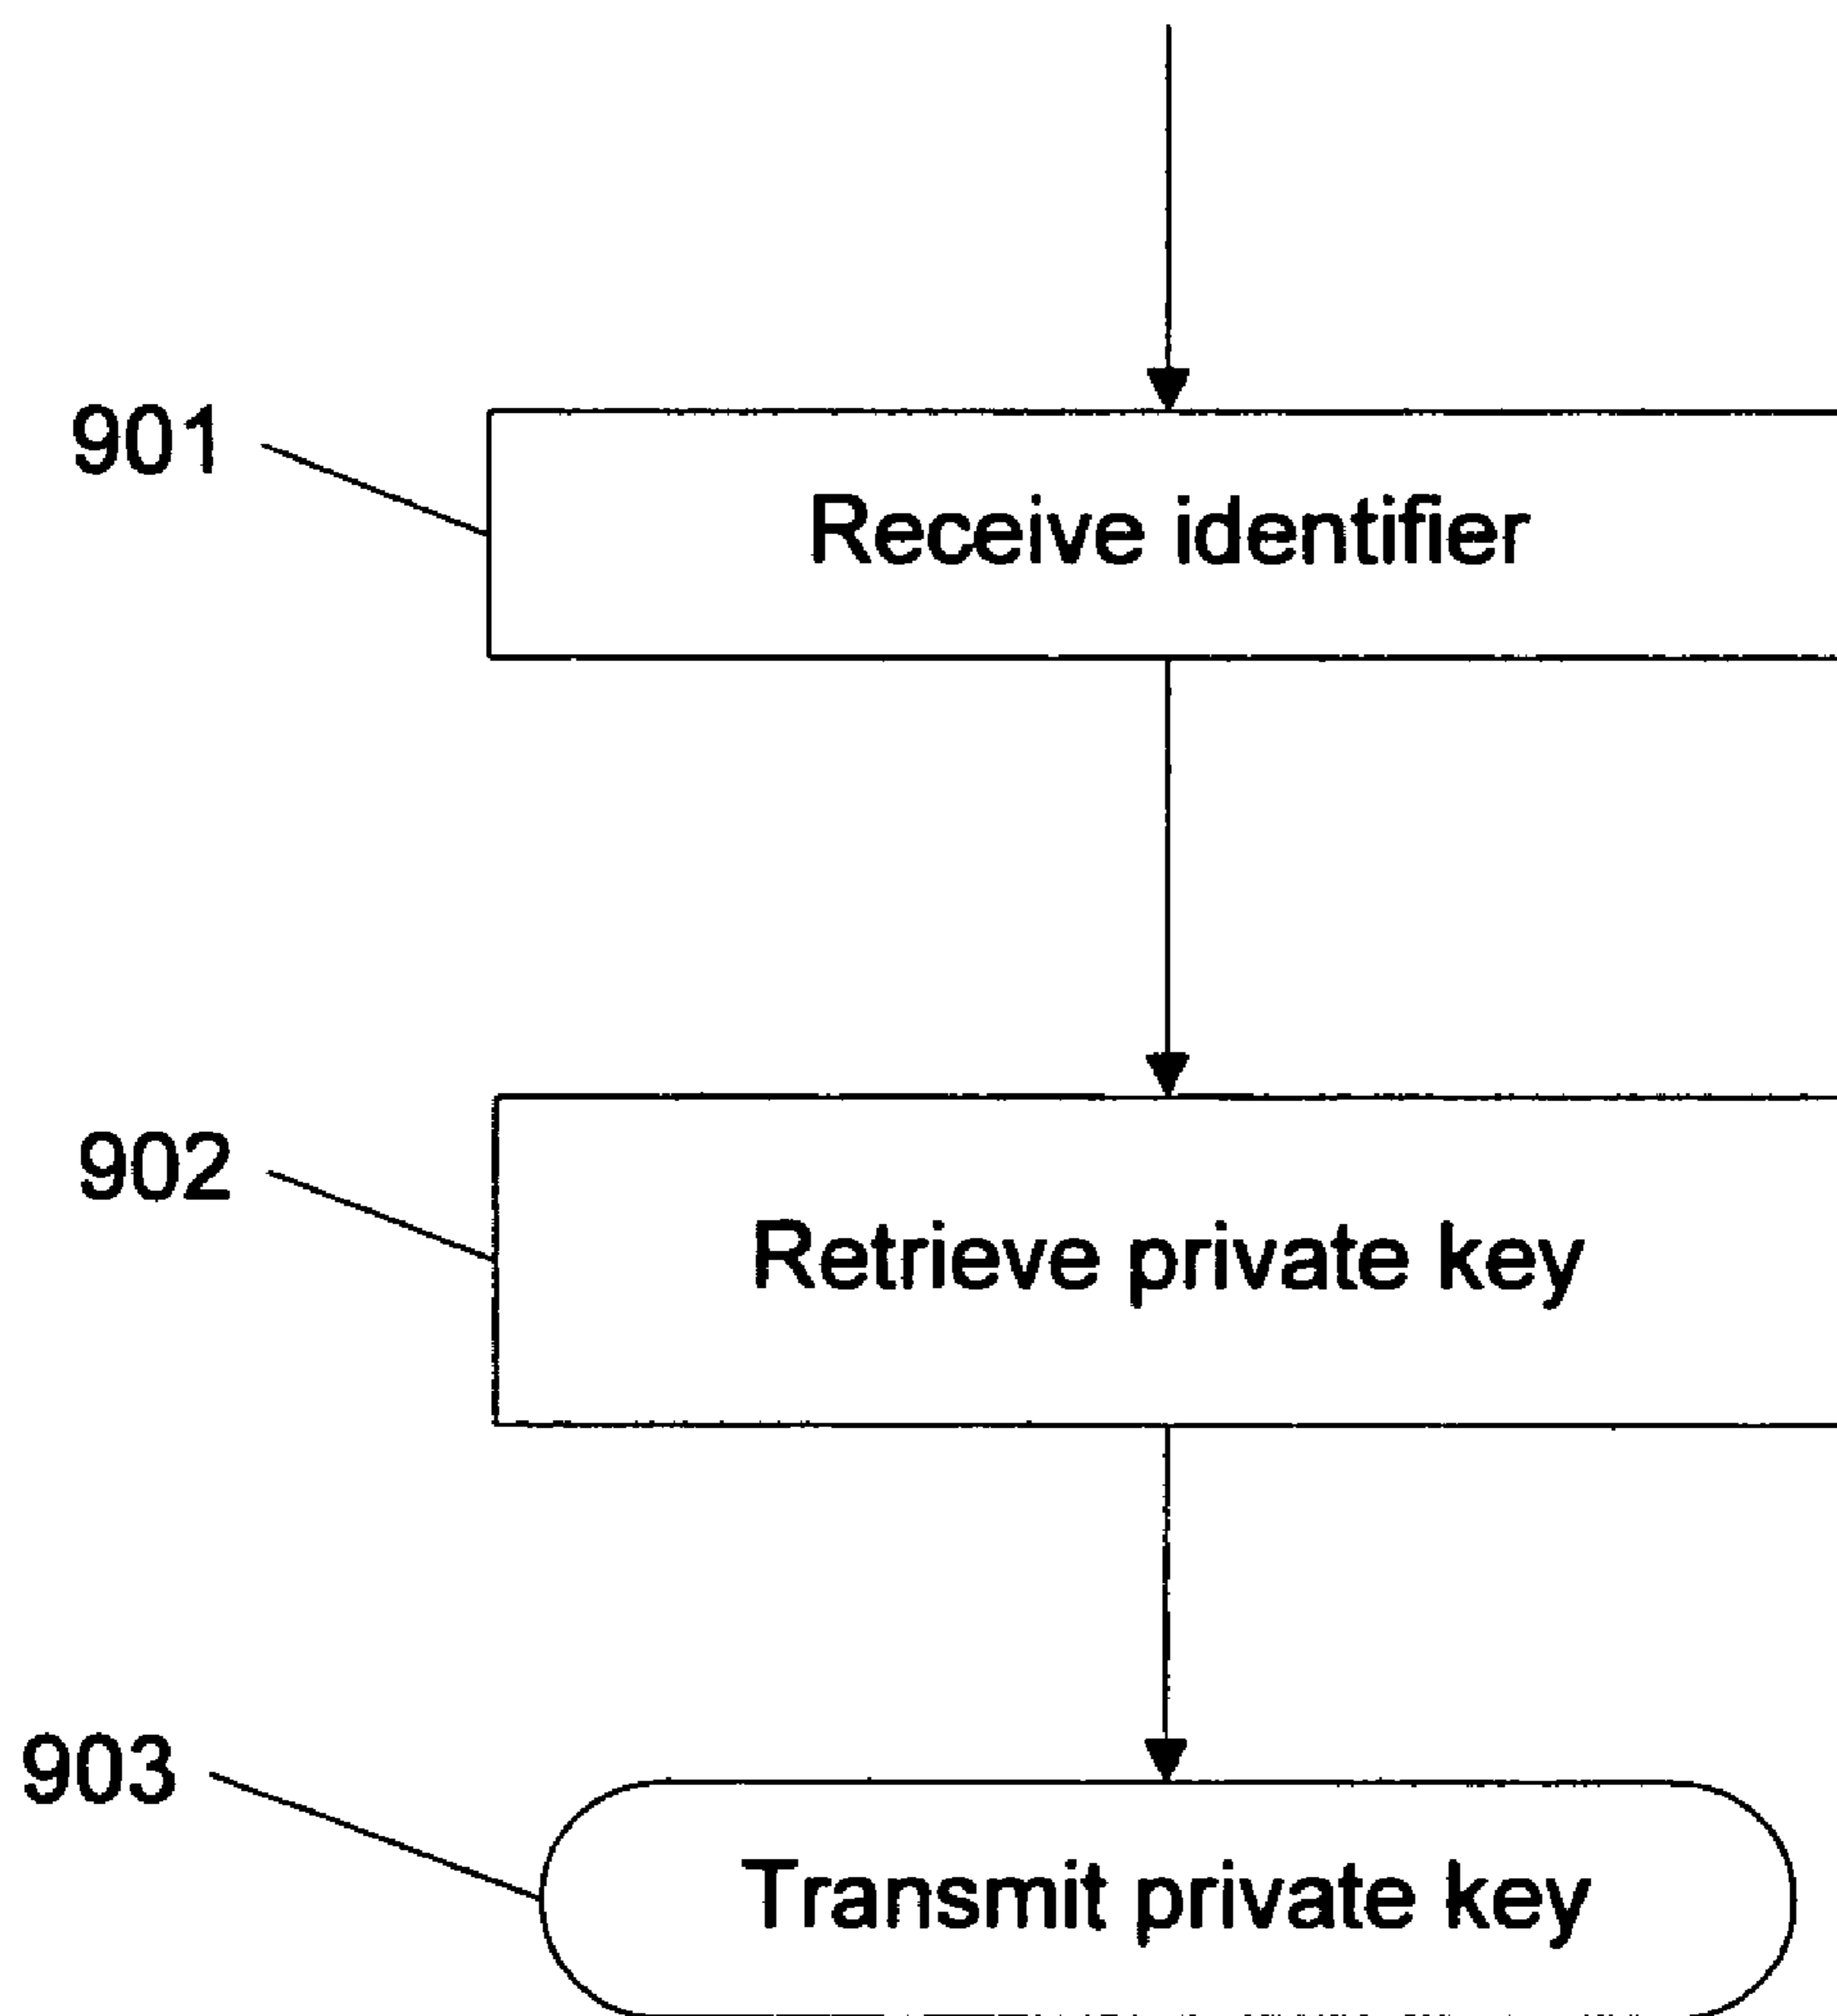 901
Receive identifier
902
Retrieve private key
903
Transmit private key